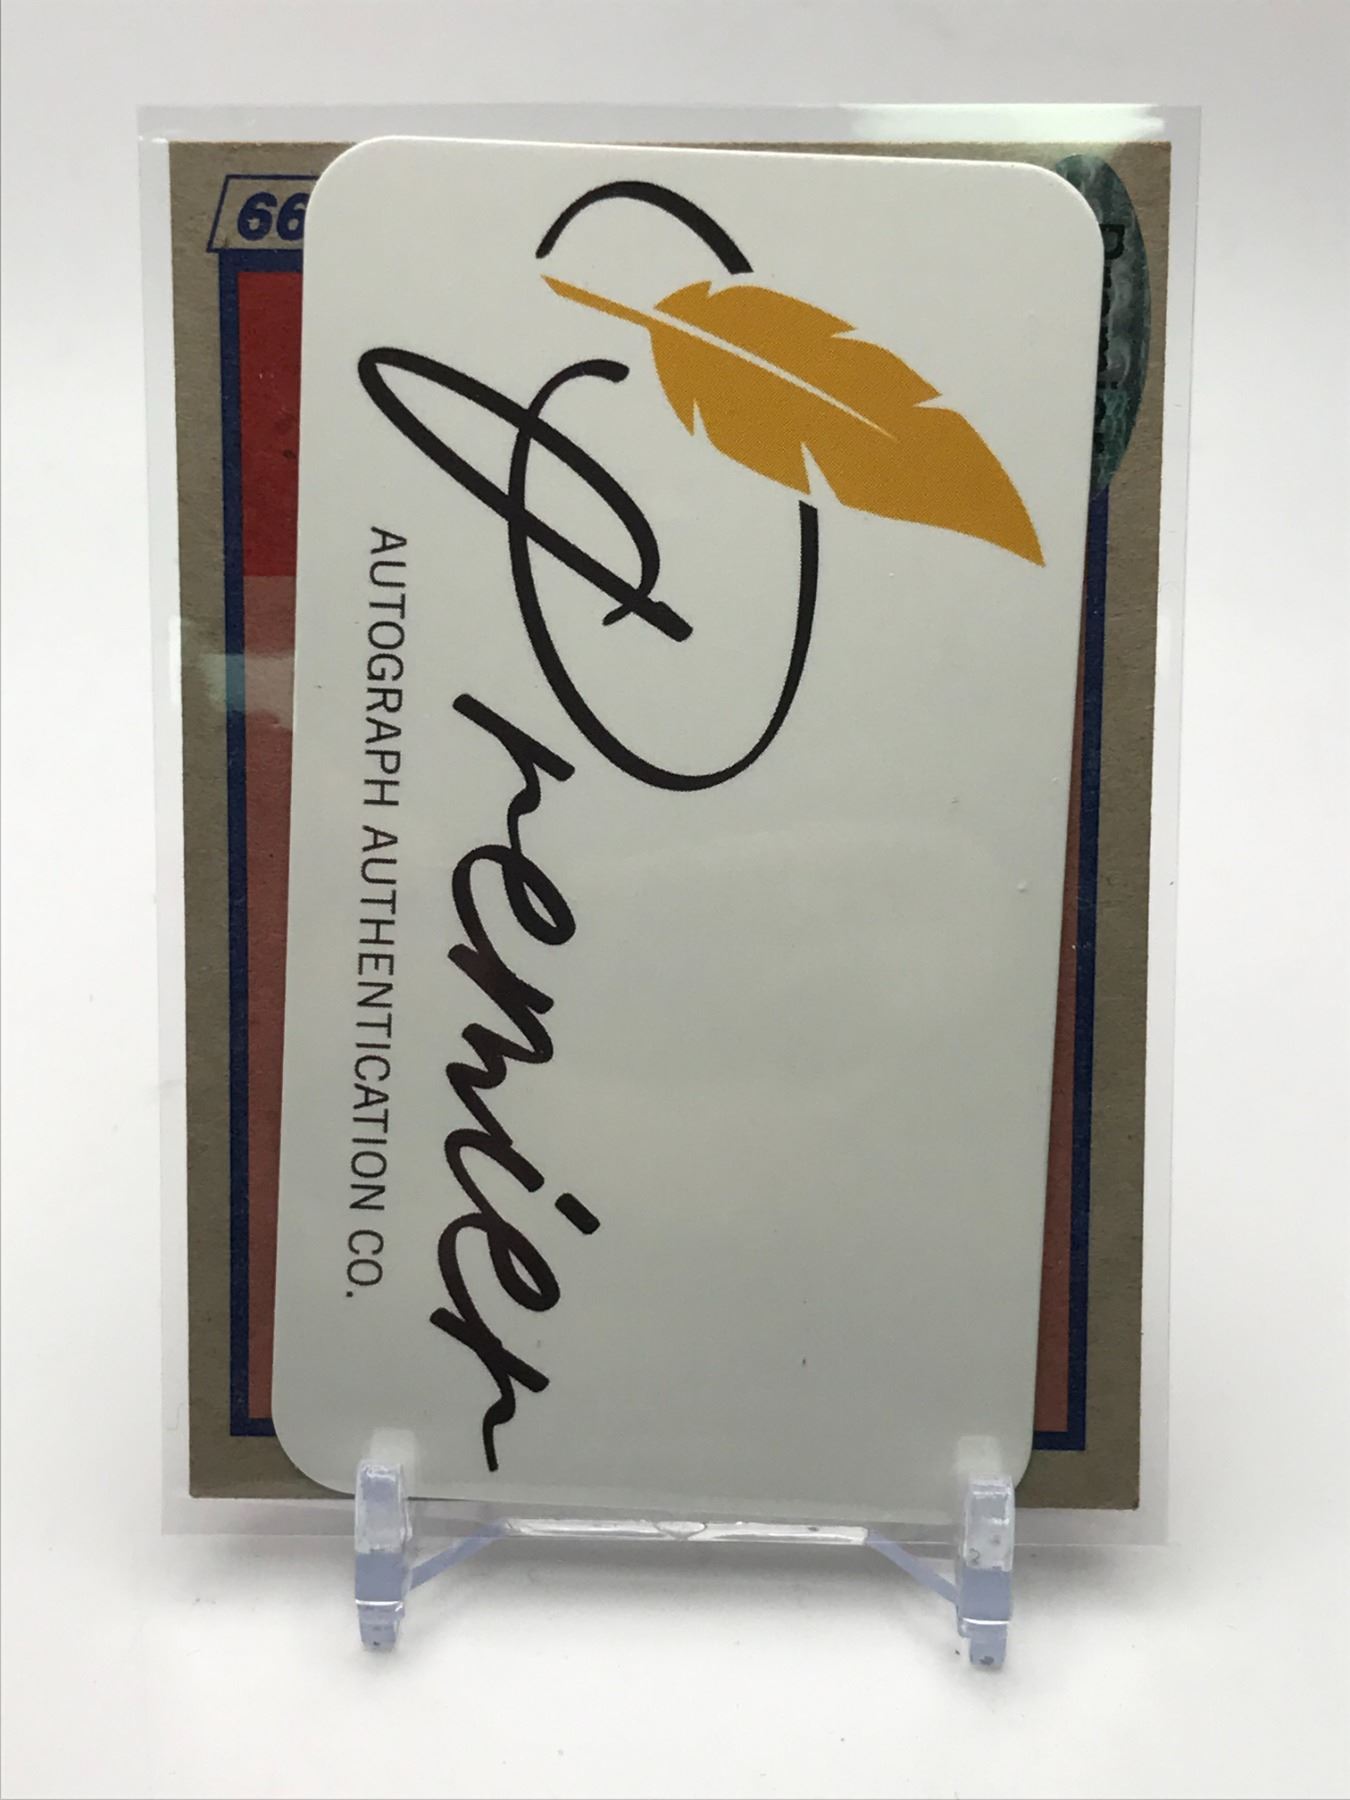 66
Premier
AUTOGRAPH AUTHENTICATION CO.